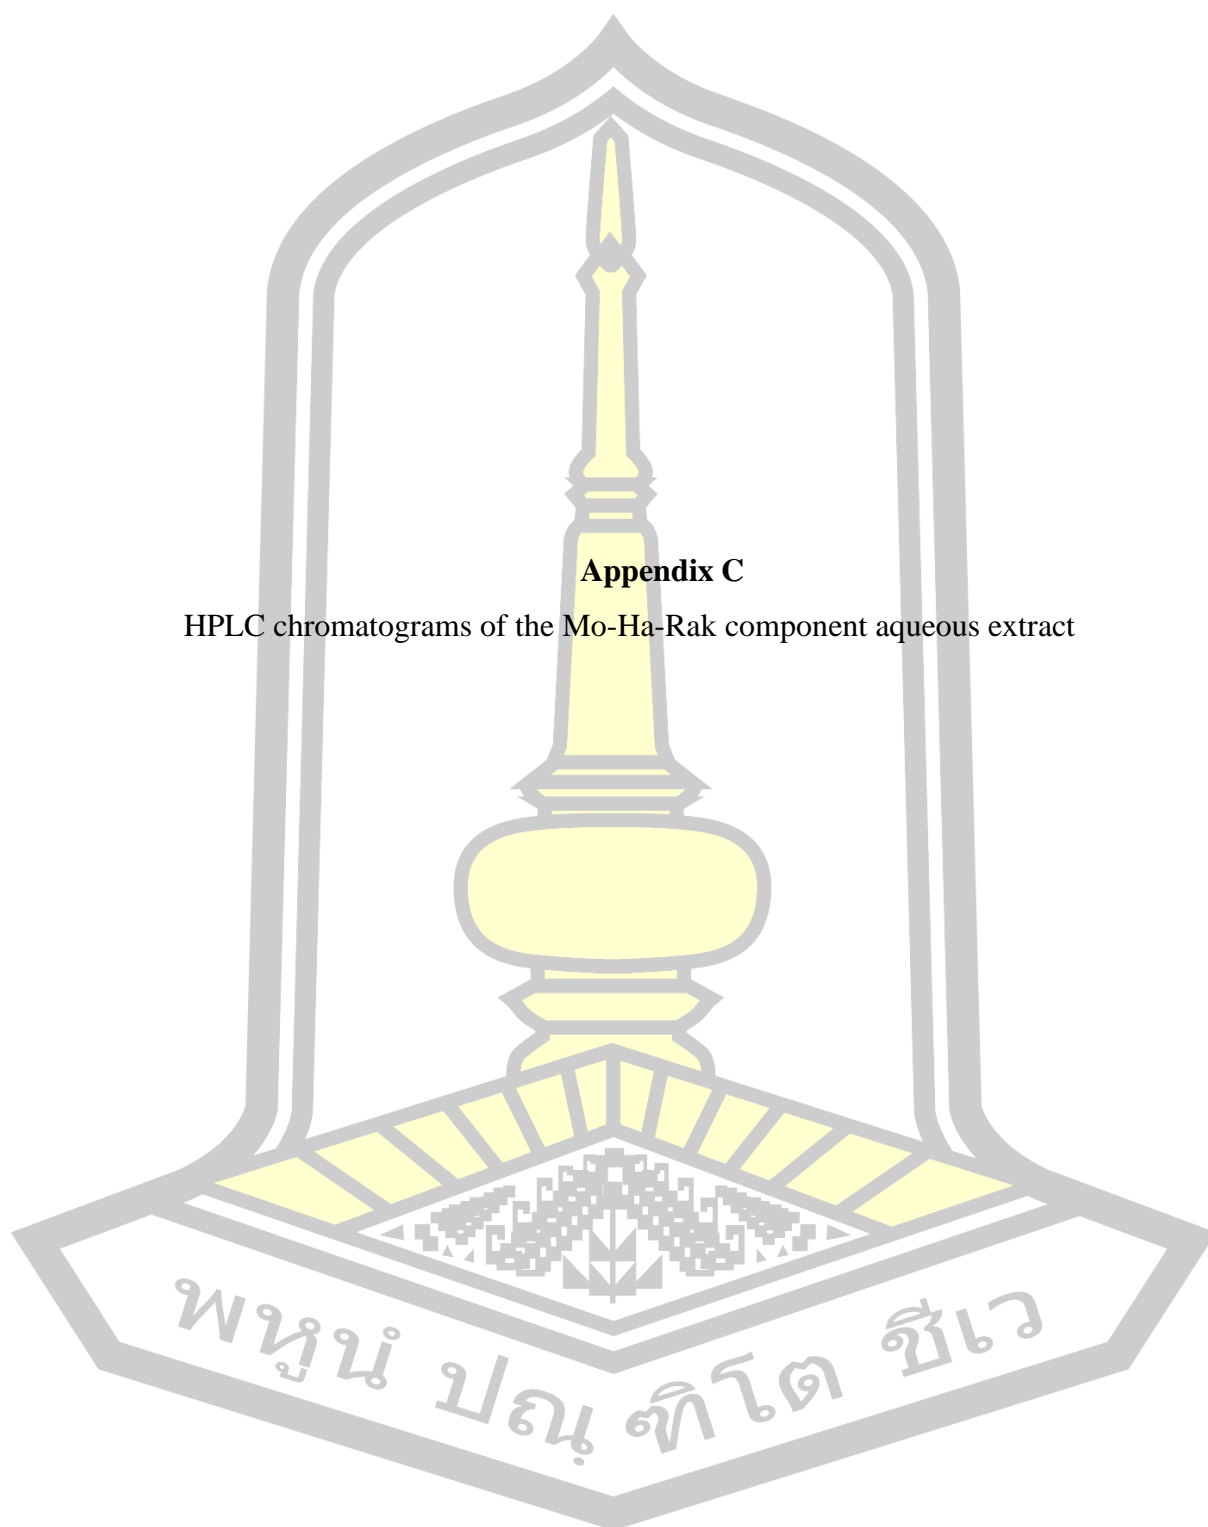 Appendix C
HPLC chromatograms of the Mo-Ha-Rak component aqueous extract
พหูนํ ปณฺฑิโต ชีเว